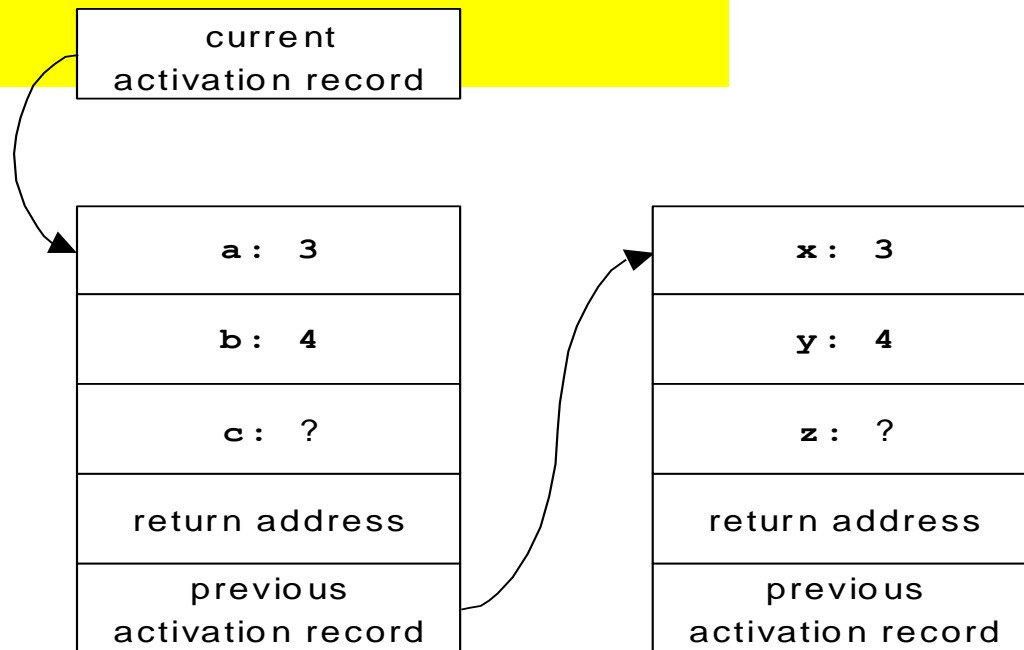 current
activation record
a: 3
b: 4
c: ?
return address
previous
activation record
x: 3
y: 4
z: ?
return address
previous
activation record